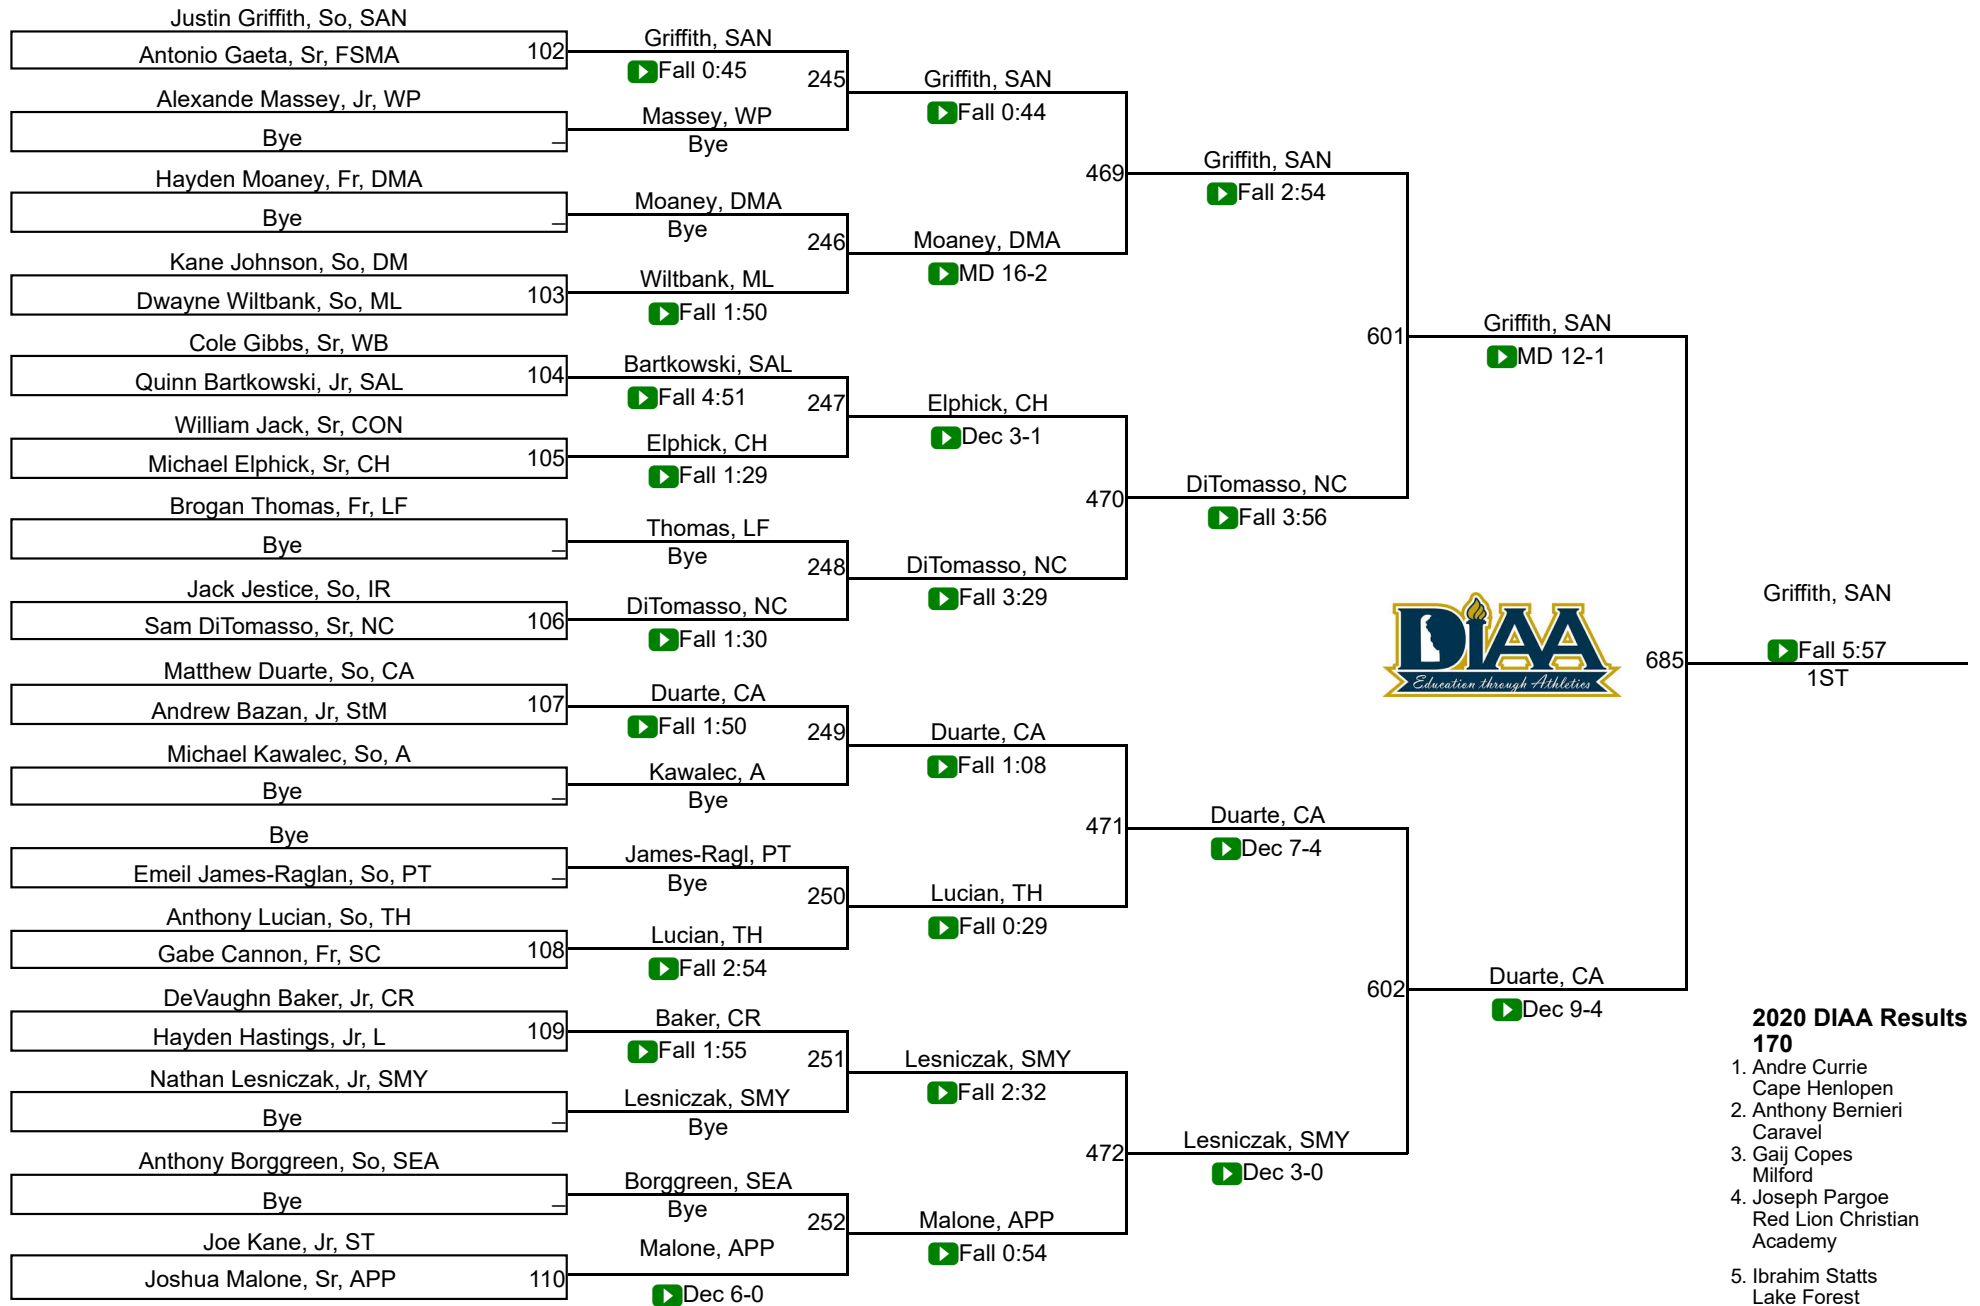 Justin Griffith, So, SAN
Antonio Gaeta, Sr, FSMA
102
Alexande Massey, Jr, WP
Bye
_
Hayden Moaney, Fr, DMA
Bye
_
Kane Johnson, So, DM
Dwayne Wiltbank, So, ML
103
Cole Gibbs, Sr, WB
Quinn Bartkowski, Jr, SAL
104
William Jack, Sr, CON
Michael Elphick, Sr, CH
105
Brogan Thomas, Fr, LF
Bye
_
Jack Jestice, So, IR
Sam DiTomasso, Sr, NC
106
Matthew Duarte, So, CA
Andrew Bazan, Jr, StM
107
Michael Kawalec, So, A
Bye
_
Bye
Emeil James-Raglan, So, PT
_
Anthony Lucian, So, TH
Gabe Cannon, Fr, SC
108
DeVaughn Baker, Jr, CR
Hayden Hastings, Jr, L
109
Nathan Lesniczak, Jr, SMY
Bye
_
Anthony Borggreen, So, SEA
Bye
_
Joe Kane, Jr, ST
Joshua Malone, Sr, APP
110
Griffith, SAN
Fall 0:45
245
Massey, WP
Bye
Moaney, DMA
Bye
246
Wiltbank, ML
Fall 1:50
Bartkowski, SAL
Fall 4:51
247
Elphick, CH
Fall 1:29
Thomas, LF
Bye
248
DiTomasso, NC
Fall 1:30
Duarte, CA
Fall 1:50
249
Kawalec, A
Bye
James-Ragl, PT
Bye
250
Lucian, TH
Fall 2:54
Baker, CR
Fall 1:55
251
Lesniczak, SMY
Bye
Borggreen, SEA
Bye
252
Malone, APP
Dec 6-0
Griffith, SAN
Fall 0:44
469
Moaney, DMA
MD 16-2
Elphick, CH
Dec 3-1
470
DiTomasso, NC
Fall 3:29
Duarte, CA
Fall 1:08
471
Lucian, TH
Fall 0:29
Lesniczak, SMY
Fall 2:32
472
Malone, APP
Fall 0:54
Griffith, SAN
Fall 2:54
601
DiTomasso, NC
Fall 3:56
Duarte, CA
Dec 7-4
602
Lesniczak, SMY
Dec 3-0
Griffith, SAN
MD 12-1
685
Duarte, CA
Dec 9-4
DIAA
Education through Athletics
Griffith, SAN
Fall 5:57
1ST
2020 DIAA Results
170
1. Andre Currie
Cape Henlopen
2. Anthony Bernieri
Caravel
3. Gaij Copes
Milford
4. Joseph Pargoe
Red Lion Christian
Academy
5. Ibrahim Statts
Lake Forest